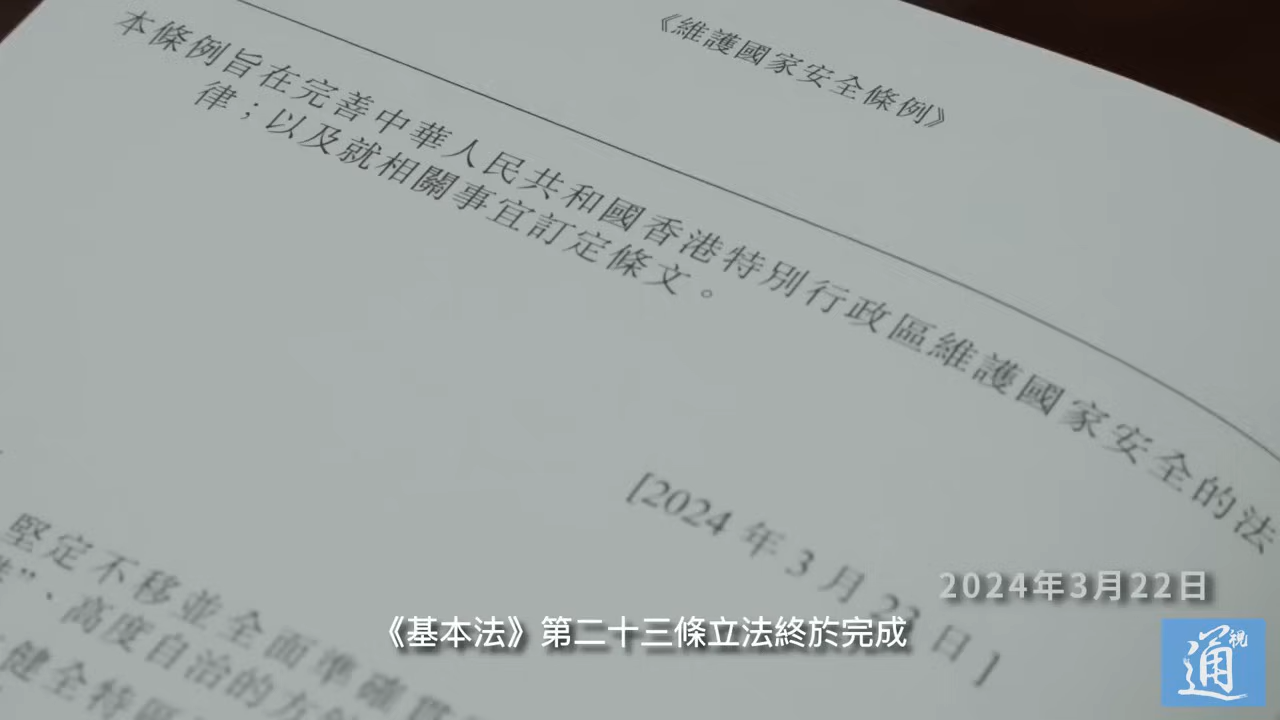 《維護國家安全條例》
本條例旨在完善中華人民共和國香港特別行政區維護國家安全的法
律；以及就相關事宜訂定條文。
[2024 年 3 月 23 日]
堅定不移並全面準確貫
”、高度自治的方針
健全特區
2024年3月22日
《基本法》第二十三條立法終於完成
通視